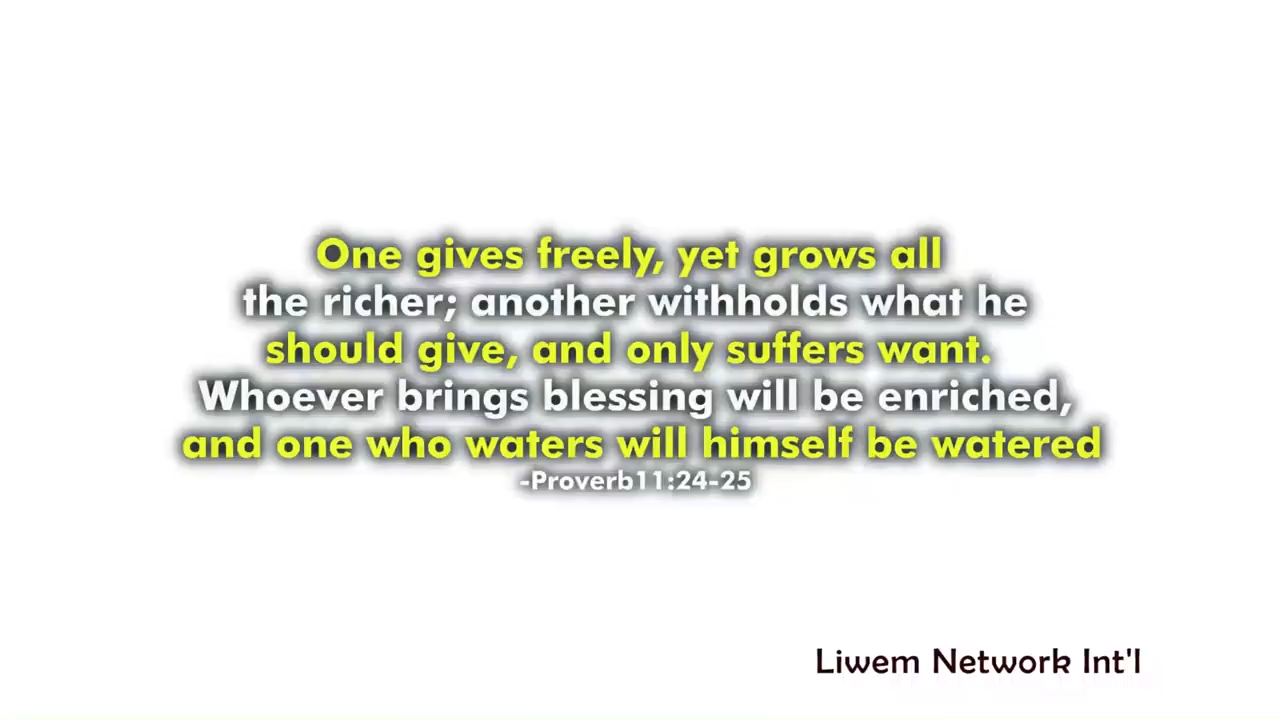 One gives freely, yet grows all
the richer; another withholds what he
should give, and only suffers want.
Whoever brings blessing will be enriched,
and one who waters will himself be watered
-Proverb11:24-25
Liwem Network Int'l